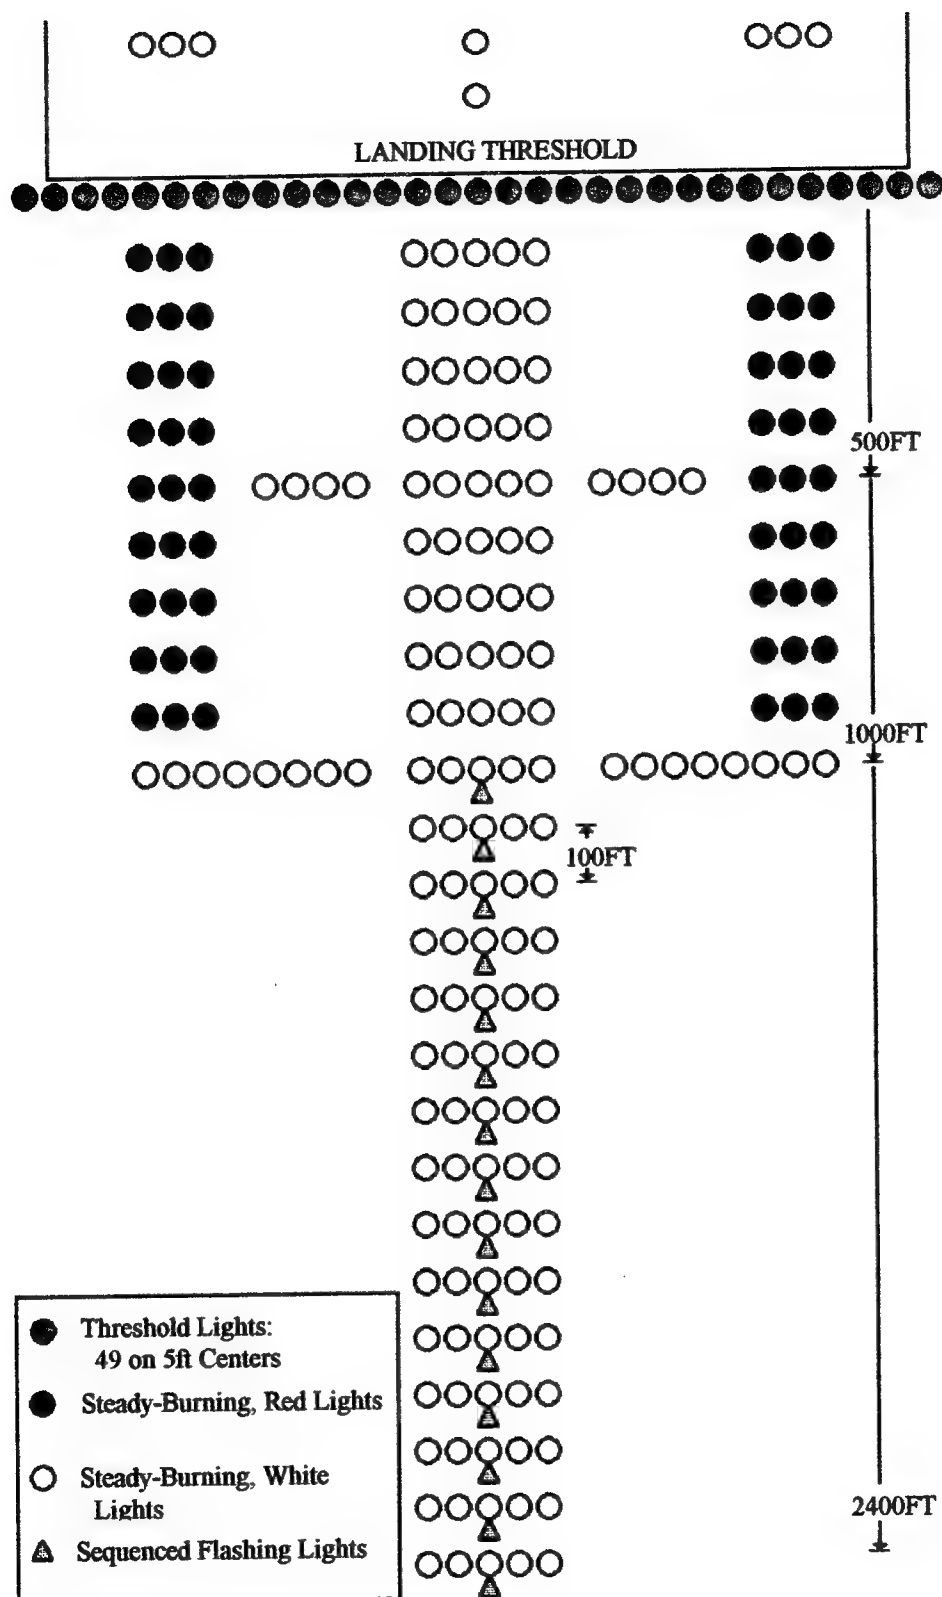 LANDING THRESHOLD
500FT
1000FT
100FT
2400FT
Threshold Lights:
49 on 5ft Centers
Steady-Burning, Red Lights
Steady-Burning, White
Lights
Sequenced Flashing Lights